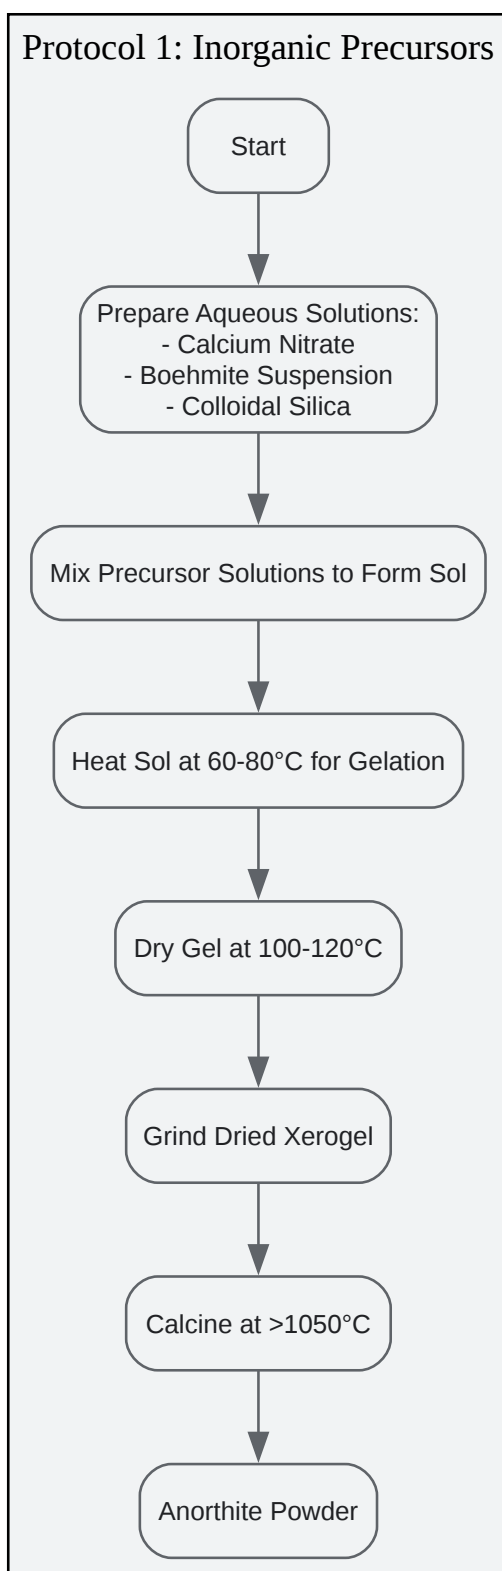 Protocol 1: Inorganic Precursors
Start
Prepare Aqueous Solutions:
- Calcium Nitrate
- Boehmite Suspension
- Colloidal Silica
Mix Precursor Solutions to Form Sol
Heat Sol at 60-80°C for Gelation
Dry Gel at 100-120°C
Grind Dried Xerogel
Calcine at >1050°C
Anorthite Powder